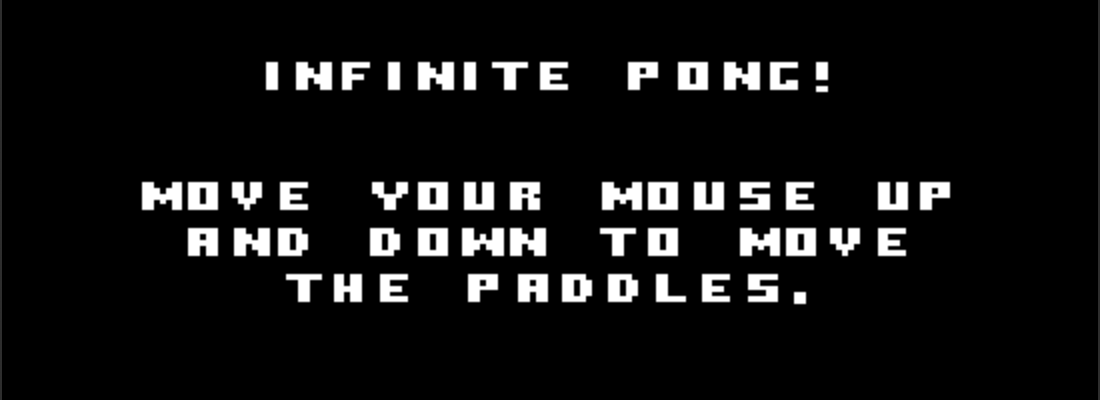 INFINITE PONG!
MOVE YOUR MOUSE UP
AND DOWN TO MOVE
THE PADDLES.